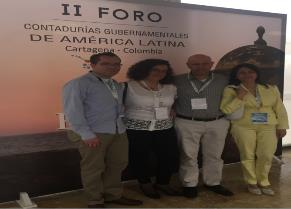 II FORO
CONTADURÍAS GUBERNAMENTALES
DE AMÉRICA LATINA
Cartagena - Colombia